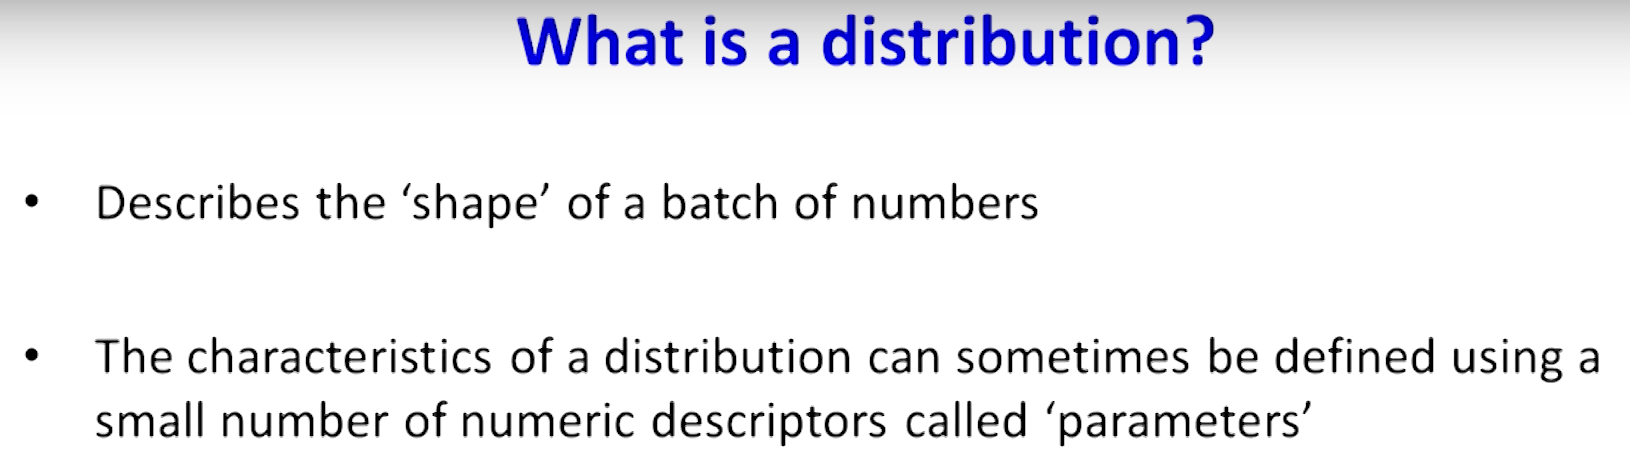 What is a distribution?
• Describes the ‘shape’ of a batch of numbers
• The characteristics of a distribution can sometimes be defined using a
small number of numeric descriptors called ‘parameters’